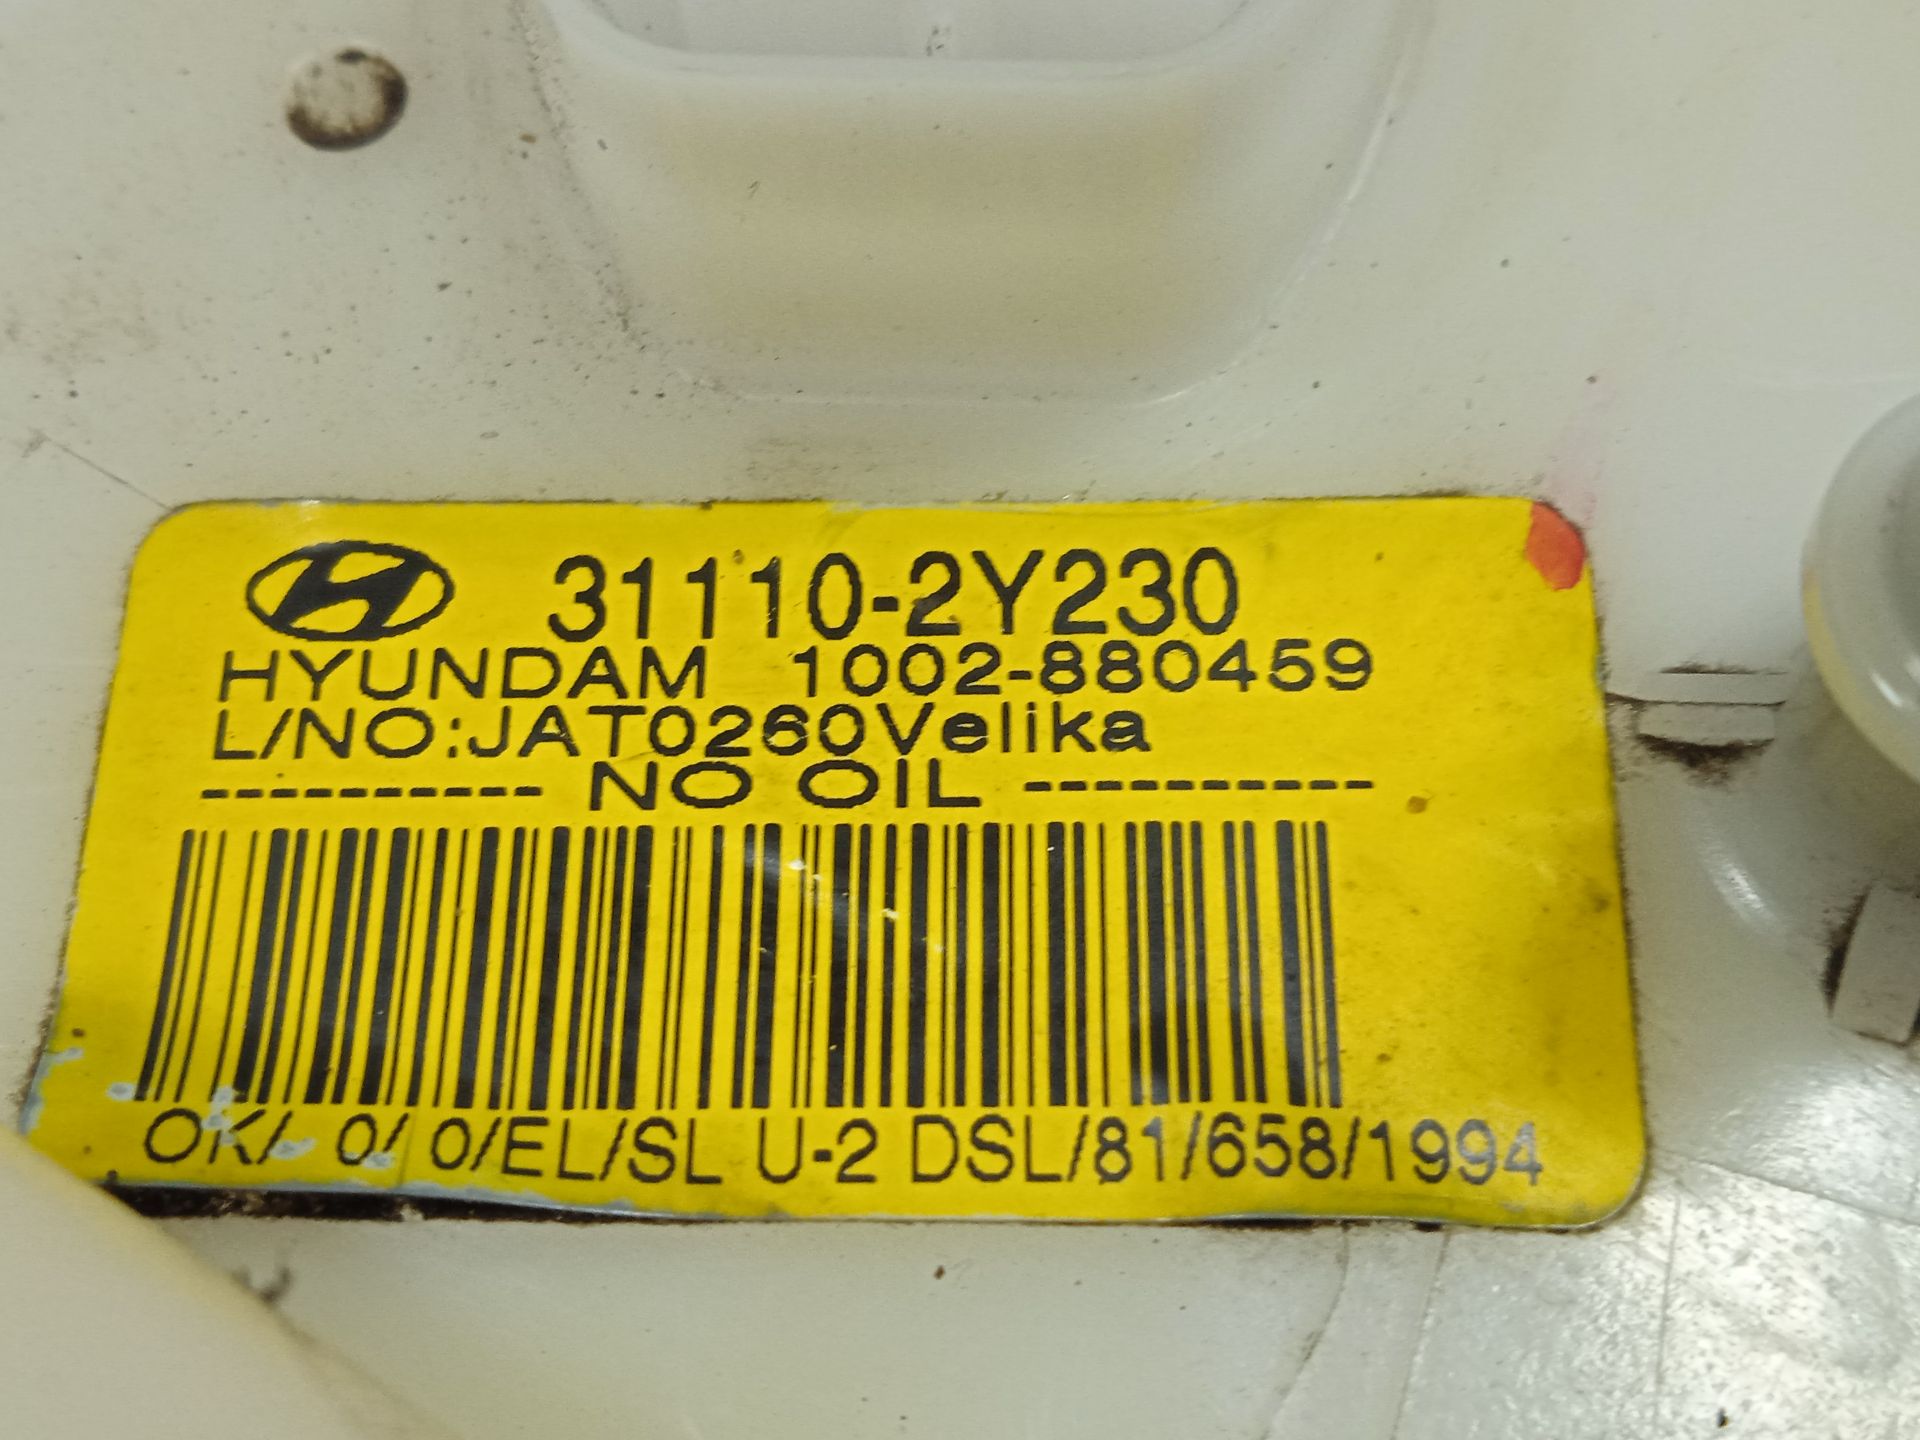 31110-2Y230
HYUNDAM 1002-880459
L/NO:JAT0260Velika
---------- NO OIL ----------
OK/ 0/ 0/EL/SL U-2 DSL/81/658/1994